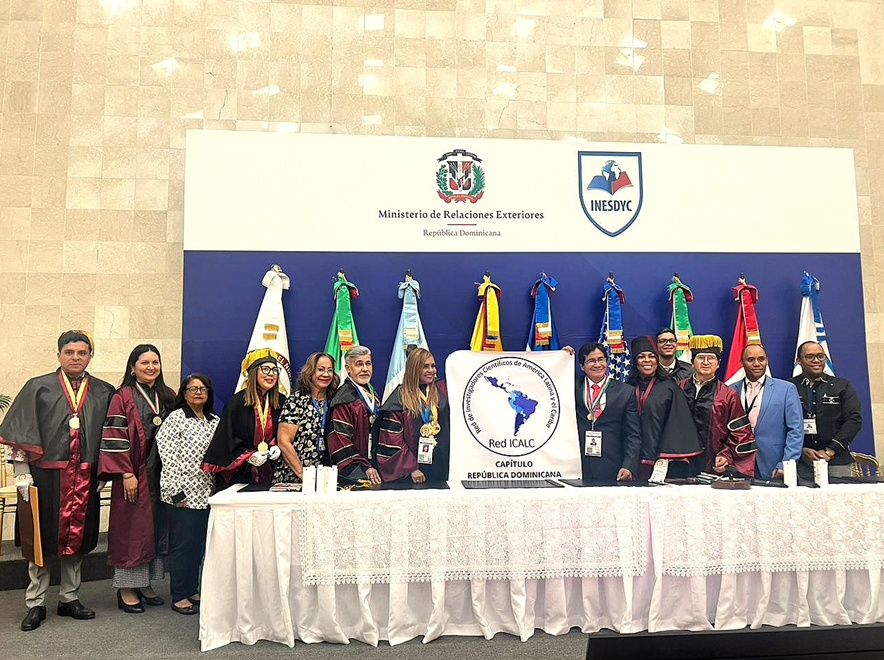 Ministerio de Relaciones Exteriores
República Dominicana
INESDYC
Red de Investigadores Científicos de América Latina y el Caribe
Red ICALC
CAPÍTULO
REPÚBLICA DOMINICANA